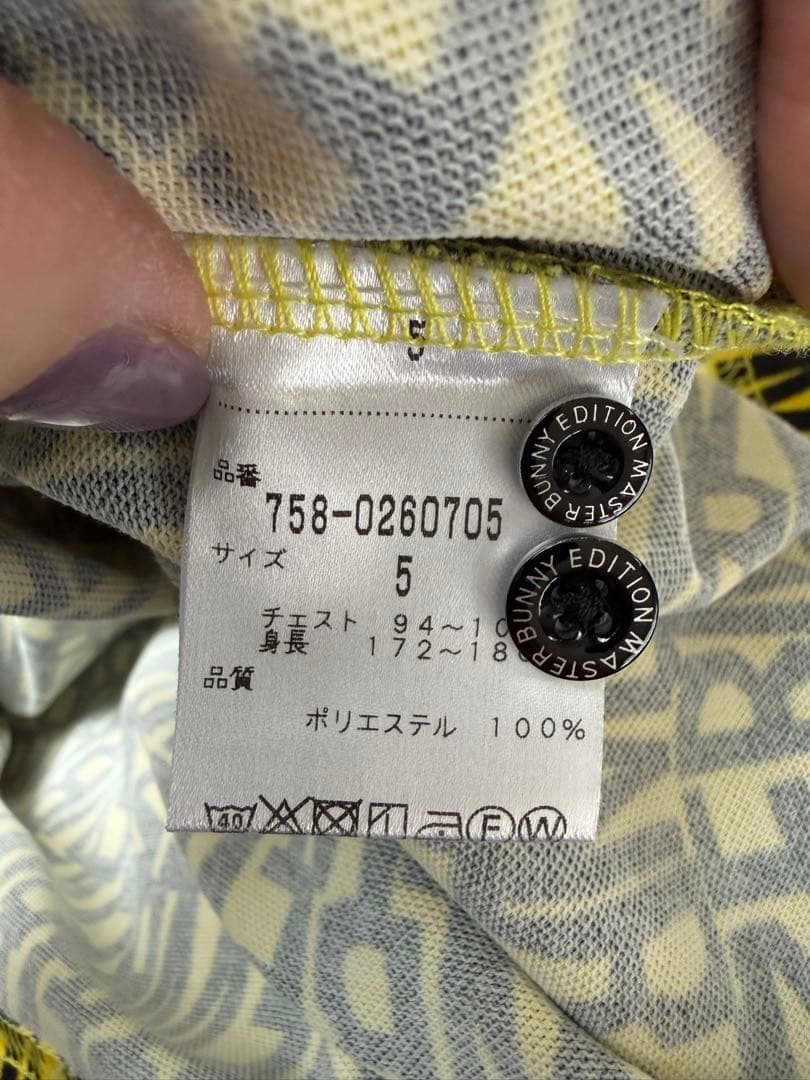 5
品番
758-0260705
サイズ
5
チェスト 94～10
身長 172～18
品質
ポリエステル 100%
40 F W
MASTER BUNNY EDITION
MASTER BUNNY EDITION